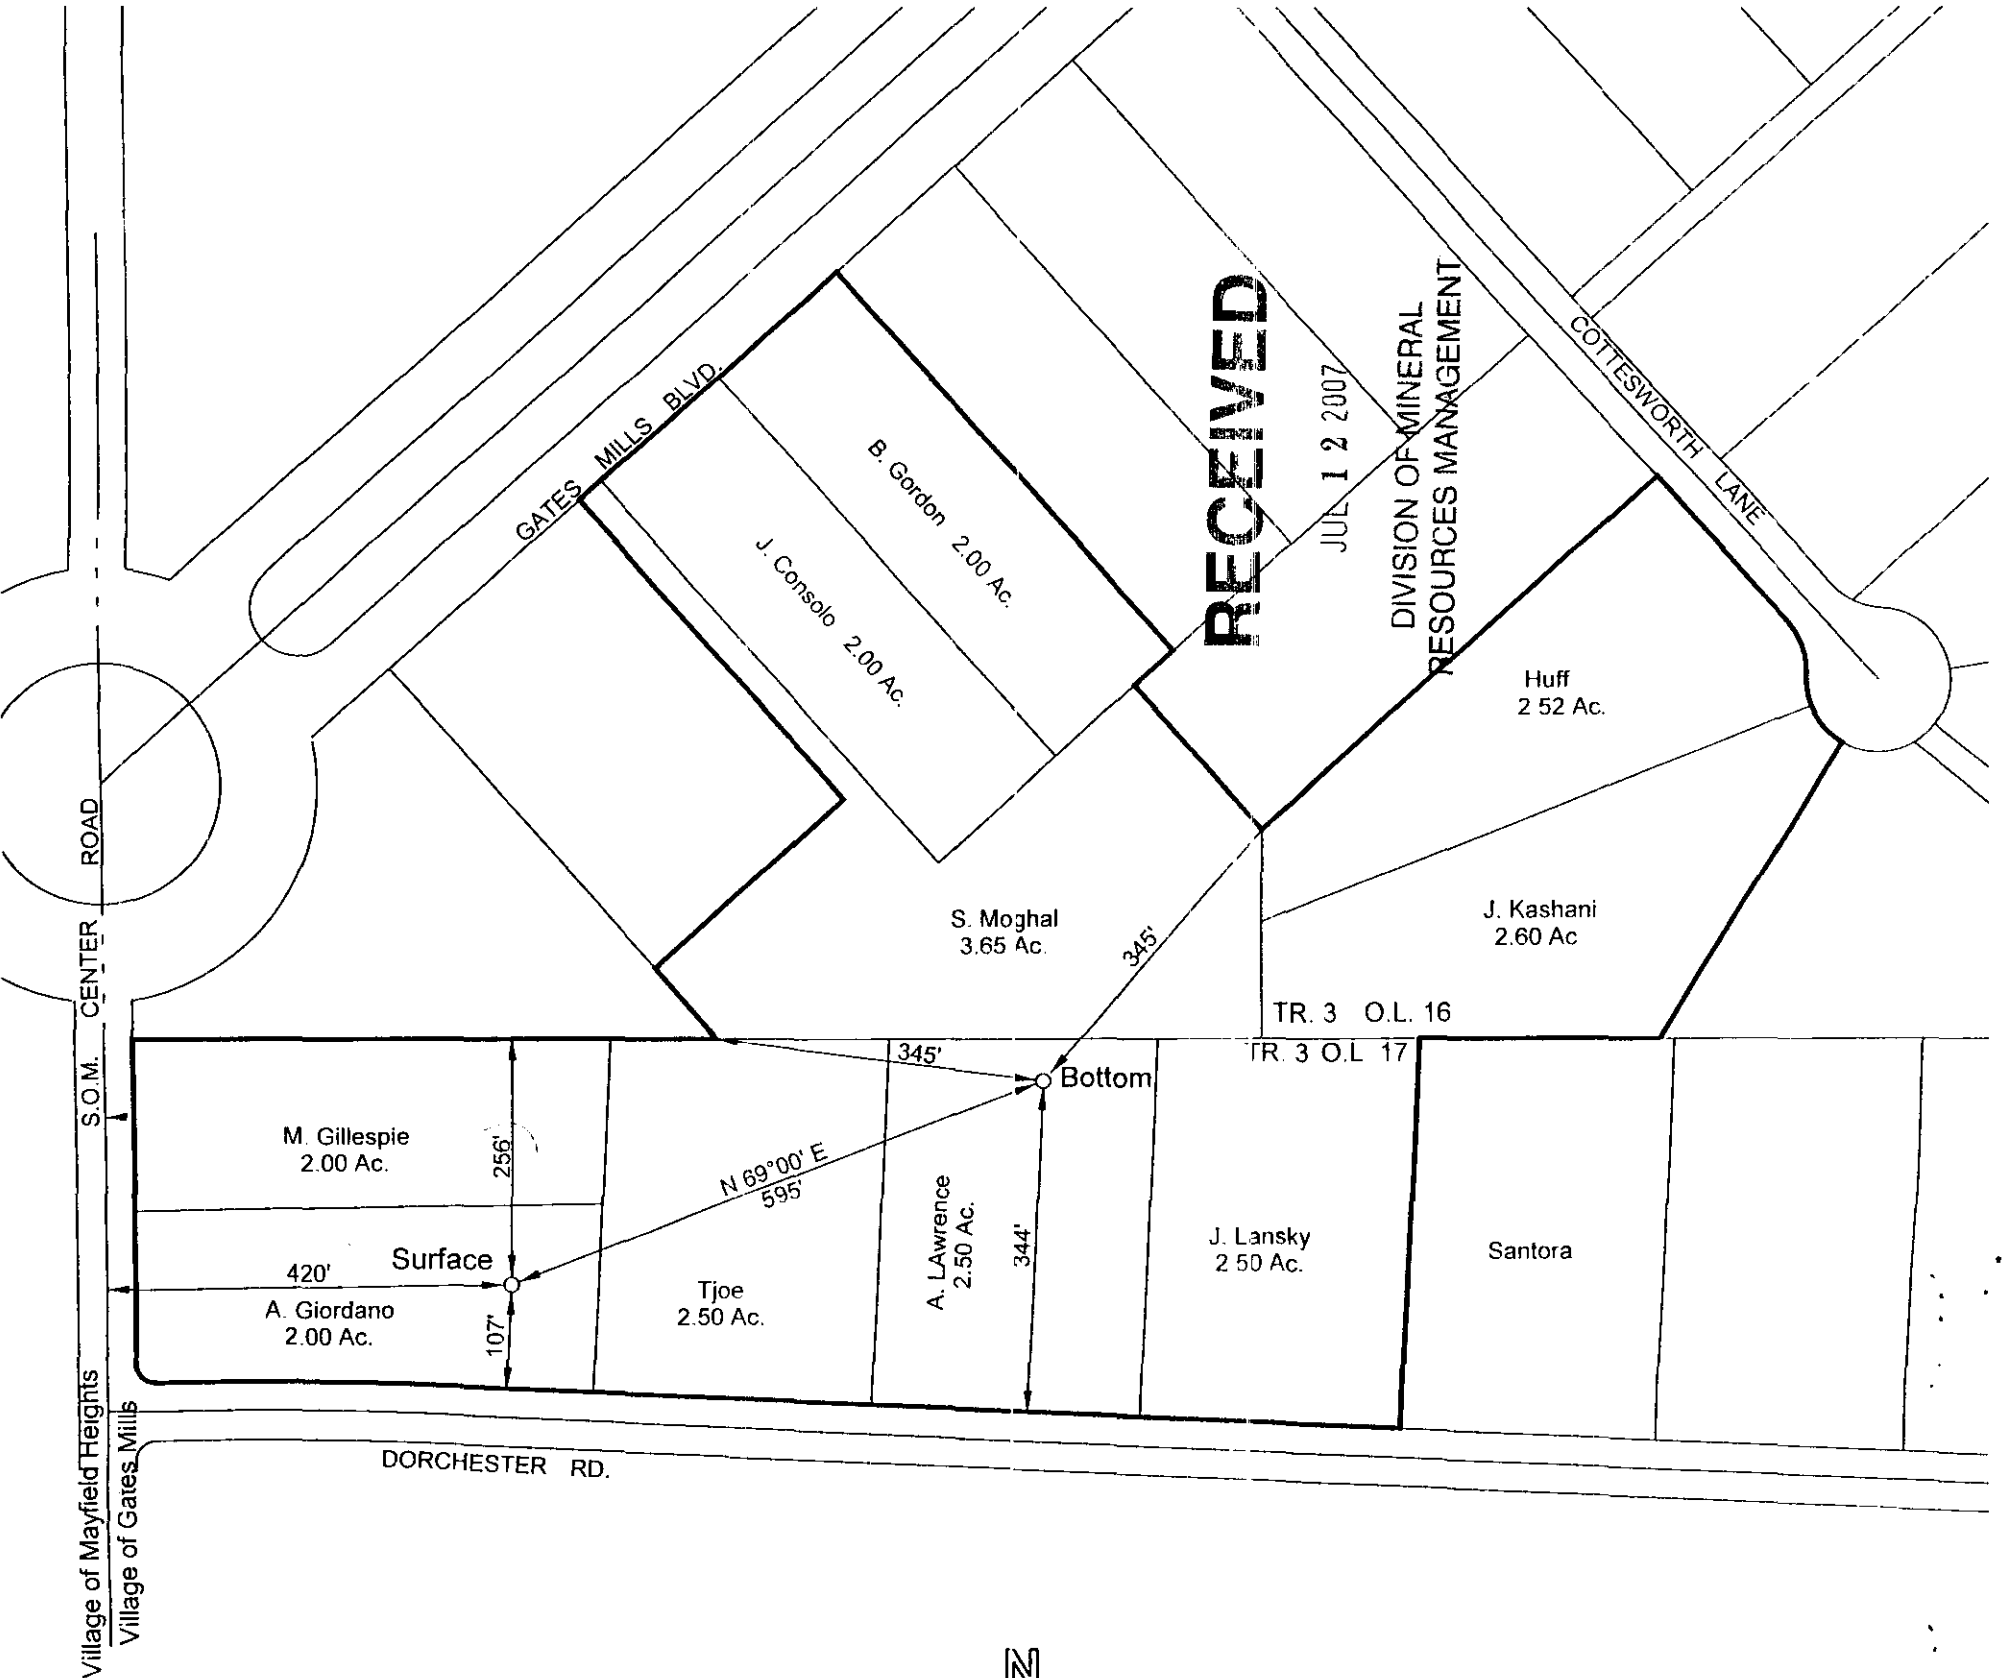 RECEIVED
JUL 12 2007
DIVISION OF MINERAL
RESOURCES MANAGEMENT
COTTESWORTH LANE
GATES MILLS BLVD.
B. Gordon 2.00 Ac.
J. Consolo 2.00 Ac.
Huff
2 52 Ac.
S.O.M. CENTER ROAD
S. Moghal
3.65 Ac.
345'
J. Kashani
2.60 Ac
TR. 3 O.L. 16
TR. 3 O.L 17
345'
Bottom
M. Gillespie
2.00 Ac.
256'
N 69°00' E
595'
A. LAwrence
2.50 Ac.
344'
J. Lansky
2 50 Ac.
Santora
Surface
420'
A. Giordano
2.00 Ac.
107'
Tjoe
2.50 Ac.
DORCHESTER RD.
Village of Mayfield Heights
Village of Gates Mills
N